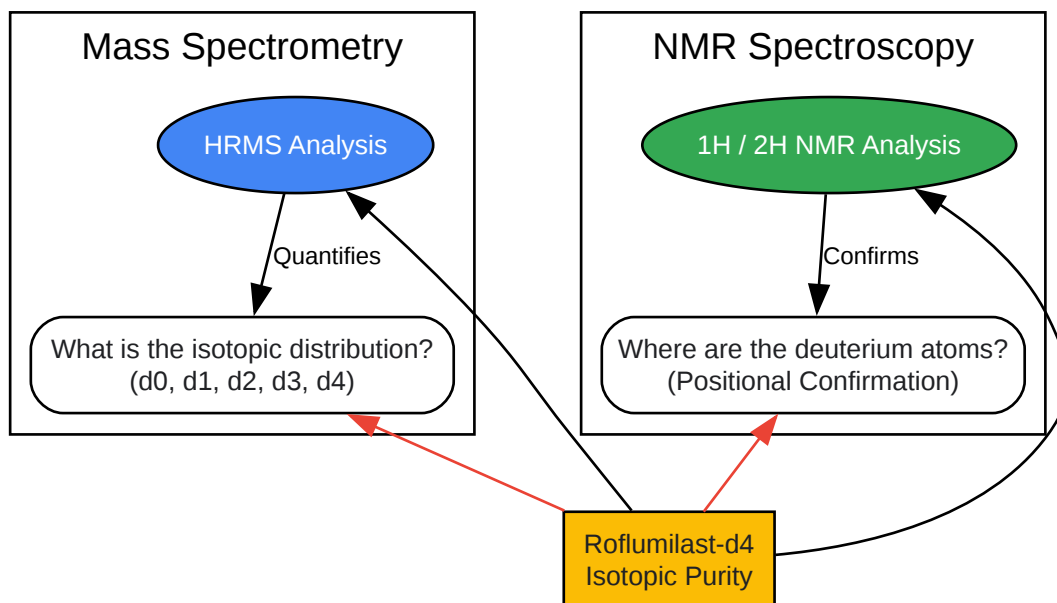 Mass Spectrometry
HRMS Analysis
Quantifies
What is the isotopic distribution?
(d0, d1, d2, d3, d4)
NMR Spectroscopy
1H / 2H NMR Analysis
Confirms
Where are the deuterium atoms?
(Positional Confirmation)
Roflumilast-d4
Isotopic Purity